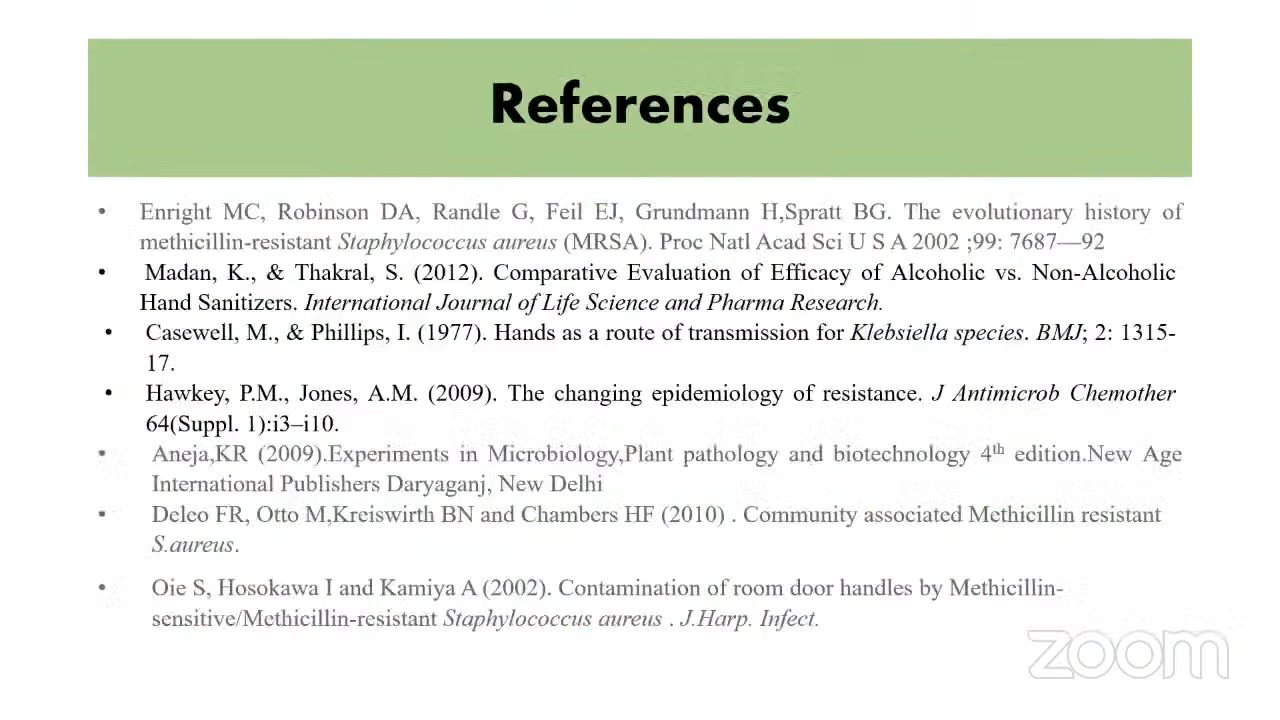 References
• Enright MC, Robinson DA, Randle G, Feil EJ, Grundmann H,Spratt BG. The evolutionary history of
methicillin-resistant Staphylococcus aureus (MRSA). Proc Natl Acad Sci U S A 2002 ;99: 7687—92
• Madan, K., & Thakral, S. (2012). Comparative Evaluation of Efficacy of Alcoholic vs. Non-Alcoholic
Hand Sanitizers. International Journal of Life Science and Pharma Research.
• Casewell, M., & Phillips, I. (1977). Hands as a route of transmission for Klebsiella species. BMJ; 2: 1315-
17.
• Hawkey, P.M., Jones, A.M. (2009). The changing epidemiology of resistance. J Antimicrob Chemother
64(Suppl. 1):i3–i10.
• Aneja,KR (2009).Experiments in Microbiology,Plant pathology and biotechnology 4th edition.New Age
International Publishers Daryaganj, New Delhi
• Deleo FR, Otto M,Kreiswirth BN and Chambers HF (2010) . Community associated Methicillin resistant
S.aureus.
• Oie S, Hosokawa I and Kamiya A (2002). Contamination of room door handles by Methicillin-
sensitive/Methicillin-resistant Staphylococcus aureus . J.Harp. Infect.
zoom